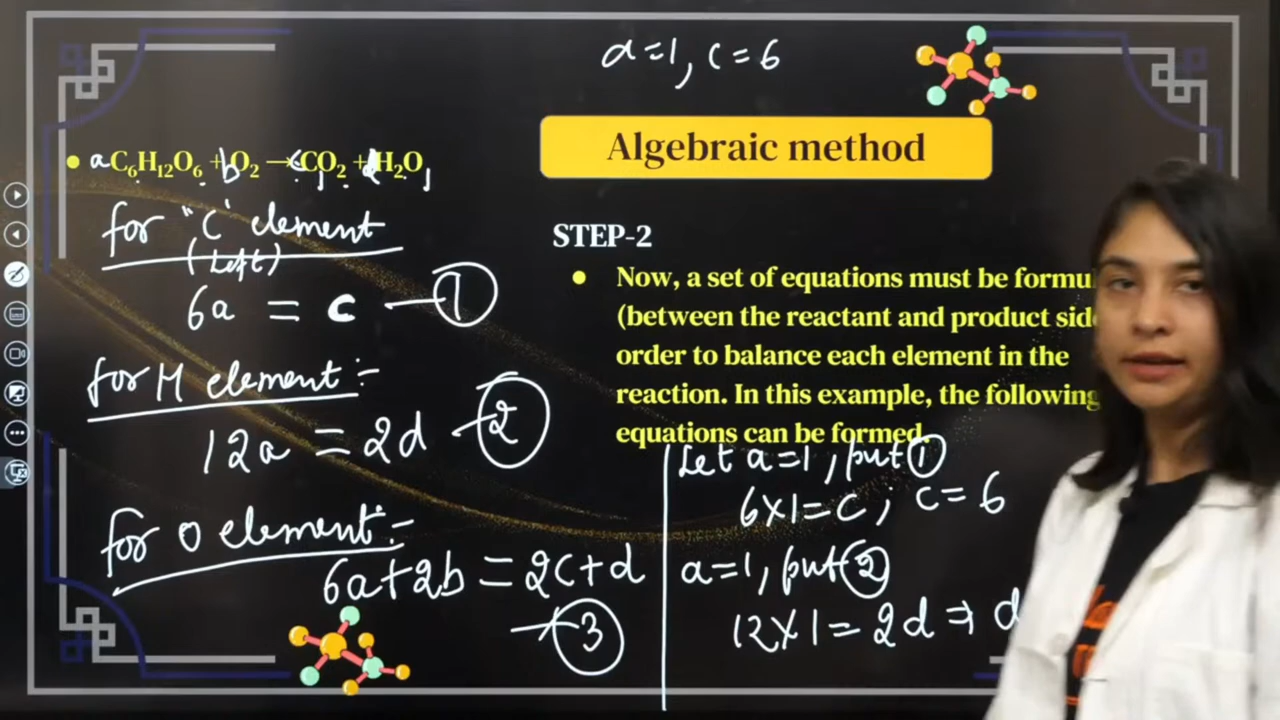 a=1, c=6
Algebraic method
aC6H12O6 + bO2 → cCO2 + dH2O
for "C" element
(Left)
6a = c —①
for H element:-
12a = 2d —②
for O element:-
6a+2b = 2c+d
—③
STEP-2
Now, a set of equations must be formu
(between the reactant and product sid
order to balance each element in the
reaction. In this example, the following
equations can be formed.
Let a=1, put ①
6×1=c ; c=6
a=1, put ②
12×1=2d ⇒ d